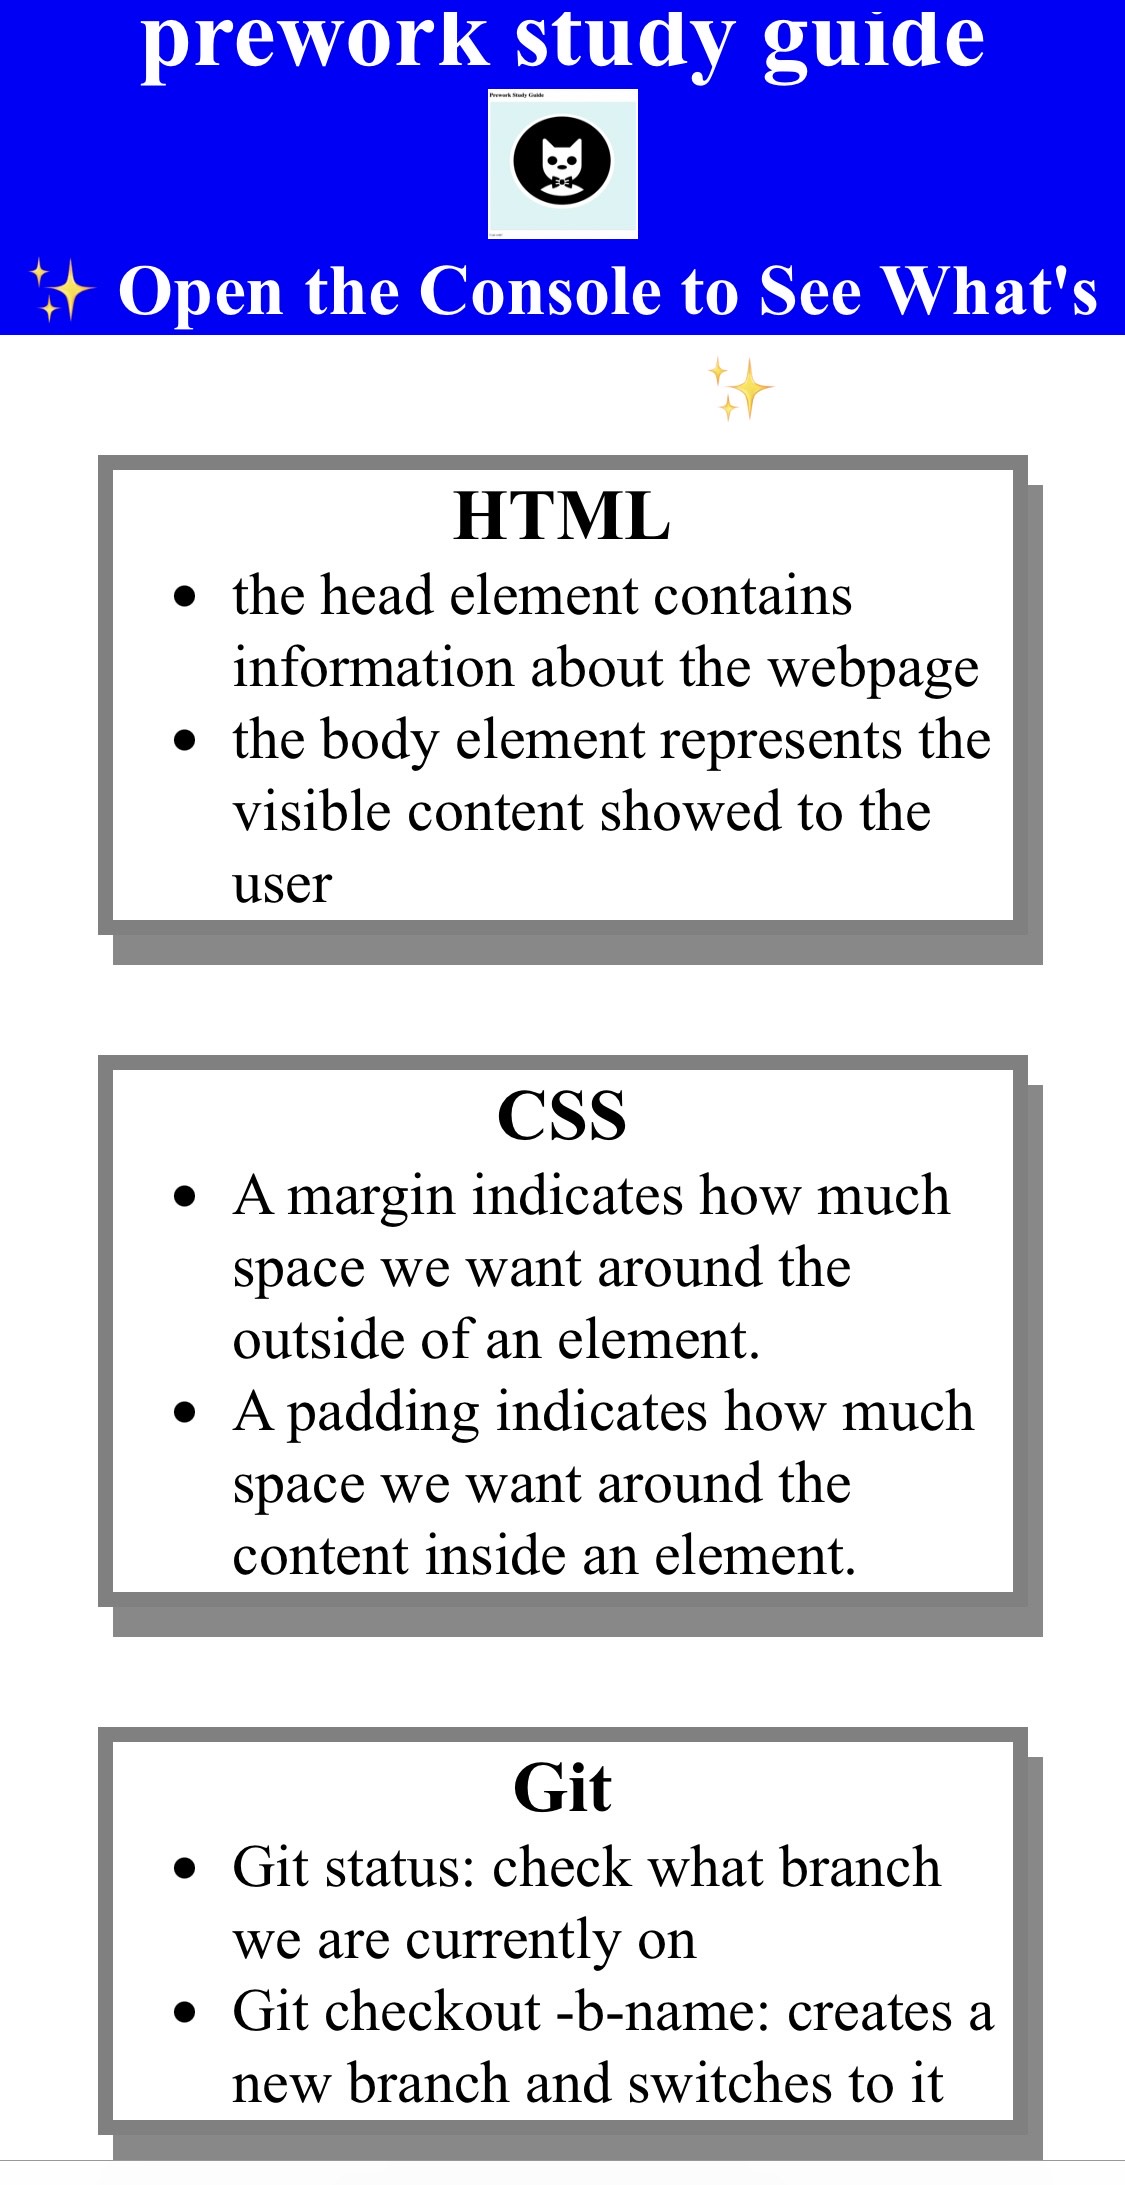 prework study guide
Prework Study Guide
✨ Open the Console to See What's
✨
HTML
• the head element contains
information about the webpage
• the body element represents the
visible content showed to the
user
CSS
• A margin indicates how much
space we want around the
outside of an element.
• A padding indicates how much
space we want around the
content inside an element.
Git
• Git status: check what branch
we are currently on
• Git checkout -b-name: creates a
new branch and switches to it